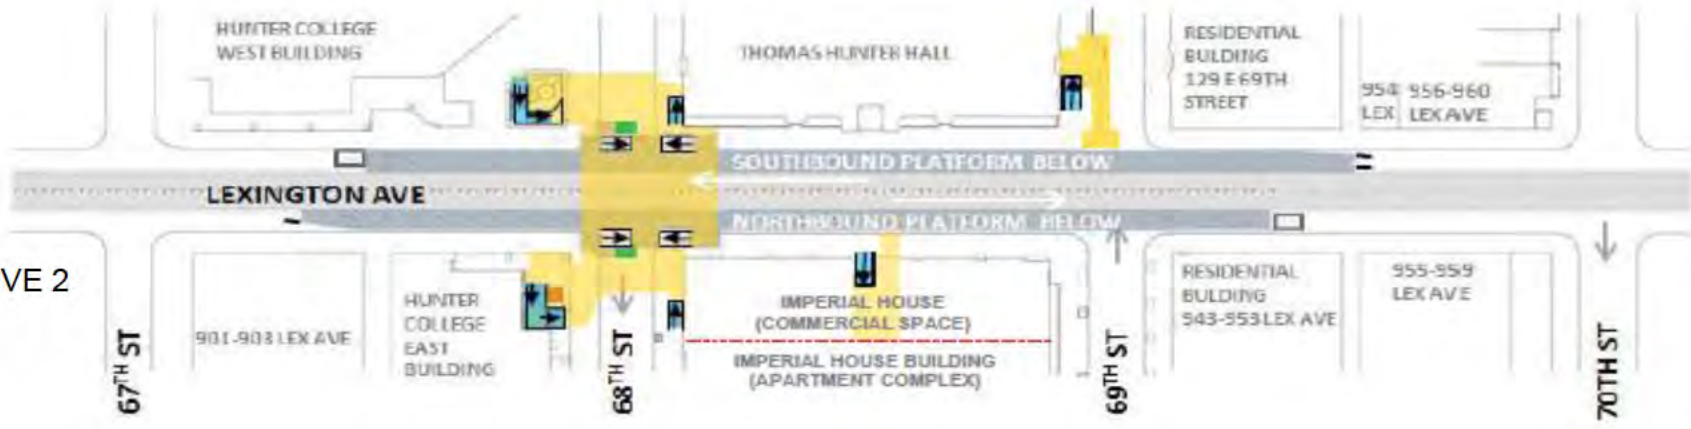 HUNTER COLLEGE
WEST BUILDING
THOMAS HUNTER HALL
RESIDENTIAL
BULDING
129 E 69TH
STREET
954
LEX
956-960
LEX AVE
SOUTHBOUND PLATFORM BELOW
LEXINGTON AVE
NORTHBOUND PLATFORM BELOW
VE 2
901-903 LEX AVE
HUNTER
COLLEGE
EAST
BUILDING
IMPERIAL HOUSE
(COMMERCIAL SPACE)
IMPERIAL HOUSE BUILDING
(APARTMENT COMPLEX)
RESIDENTIAL
BULDING
943-953 LEX AVE
955-959
LEX AVE
67TH ST
68TH ST
69TH ST
70TH ST